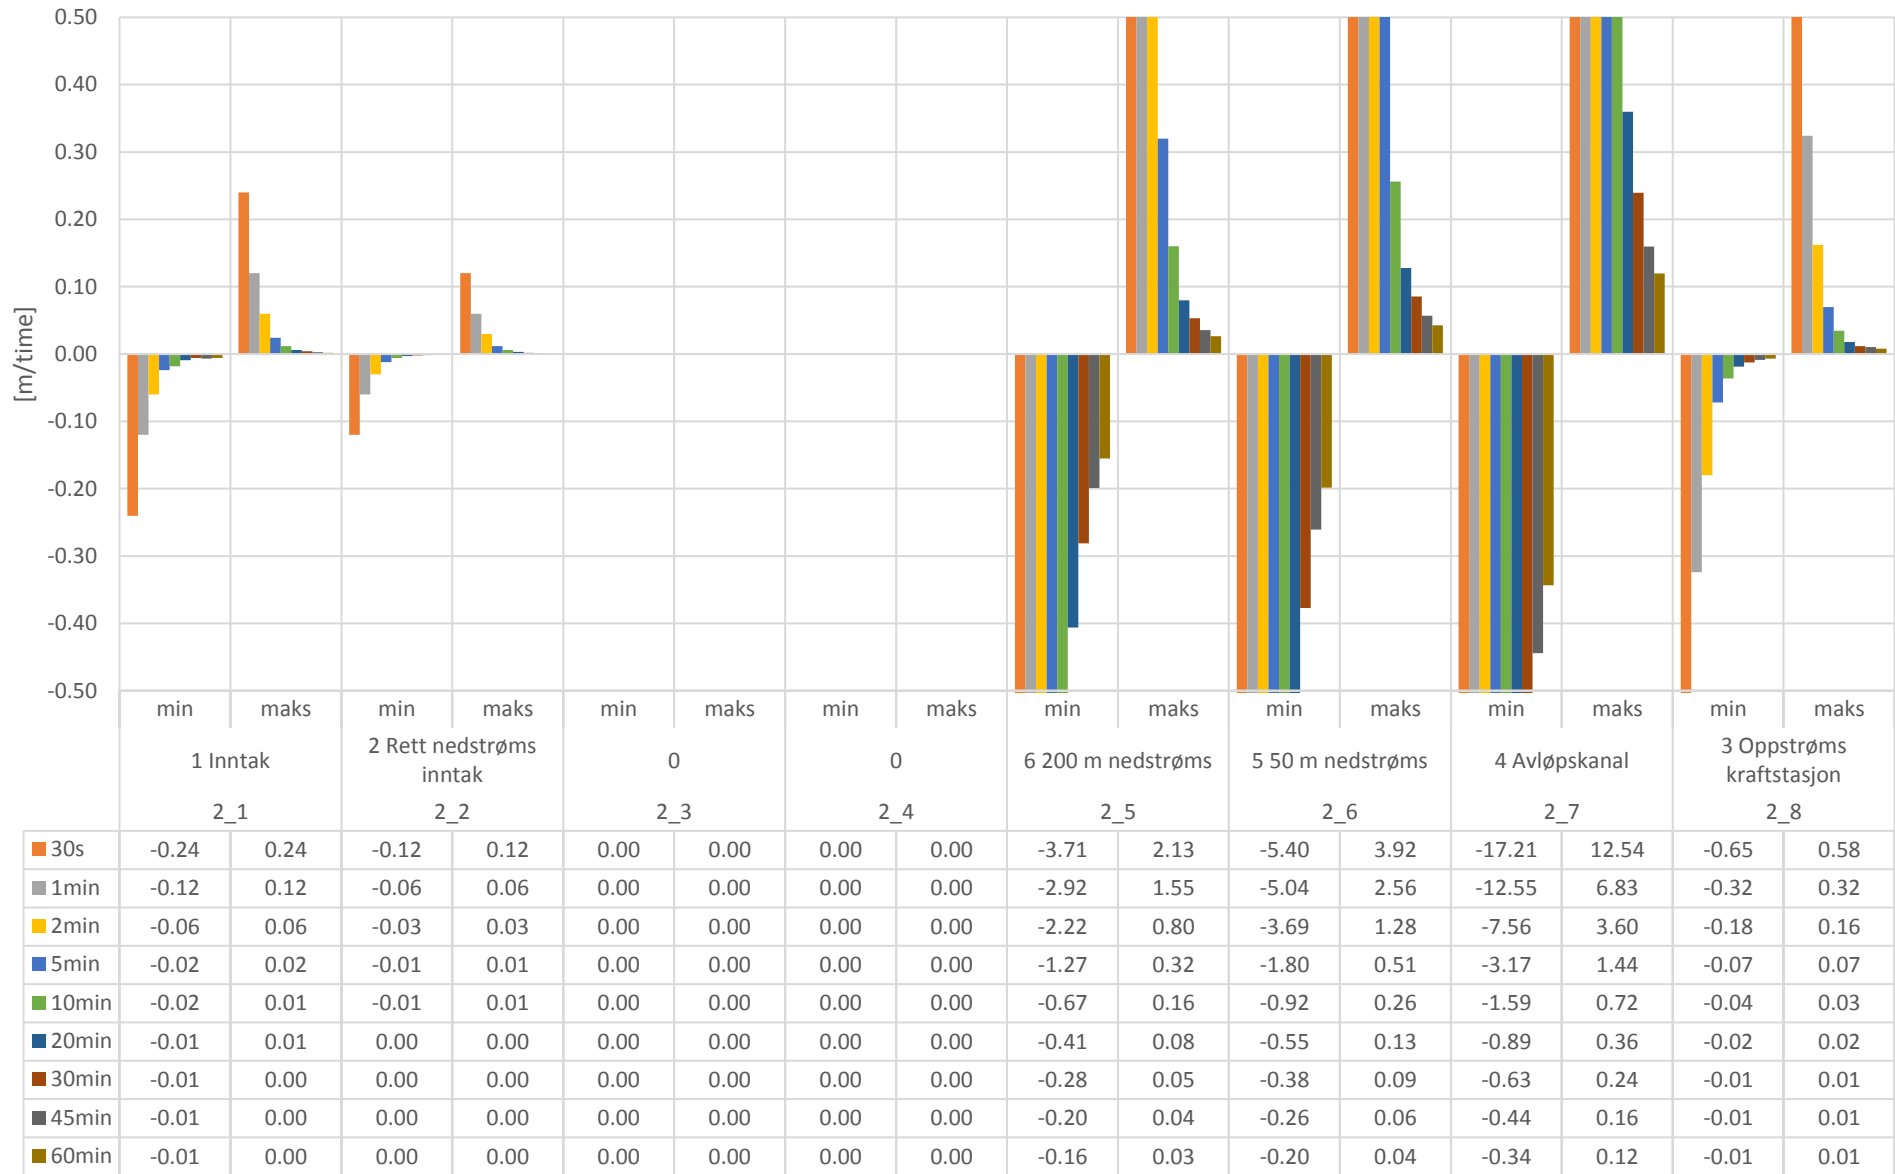 0.50
0.40
0.30
0.20
0.10
0.00
-0.10
-0.20
-0.30
-0.40
-0.50
[m/time]
min maks min maks min maks min maks min maks min maks min maks min maks
1 Inntak 2 Rett nedstrøms inntak 0 0 6 200 m nedstrøms 5 50 m nedstrøms 4 Avløpskanal 3 Oppstrøms kraftstasjon
2_1 2_2 2_3 2_4 2_5 2_6 2_7 2_8
30s -0.24 0.24 -0.12 0.12 0.00 0.00 0.00 0.00 -3.71 2.13 -5.40 3.92 -17.21 12.54 -0.65 0.58
1min -0.12 0.12 -0.06 0.06 0.00 0.00 0.00 0.00 -2.92 1.55 -5.04 2.56 -12.55 6.83 -0.32 0.32
2min -0.06 0.06 -0.03 0.03 0.00 0.00 0.00 0.00 -2.22 0.80 -3.69 1.28 -7.56 3.60 -0.18 0.16
5min -0.02 0.02 -0.01 0.01 0.00 0.00 0.00 0.00 -1.27 0.32 -1.80 0.51 -3.17 1.44 -0.07 0.07
10min -0.02 0.01 -0.01 0.01 0.00 0.00 0.00 0.00 -0.67 0.16 -0.92 0.26 -1.59 0.72 -0.04 0.03
20min -0.01 0.01 0.00 0.00 0.00 0.00 0.00 0.00 -0.41 0.08 -0.55 0.13 -0.89 0.36 -0.02 0.02
30min -0.01 0.00 0.00 0.00 0.00 0.00 0.00 0.00 -0.28 0.05 -0.38 0.09 -0.63 0.24 -0.01 0.01
45min -0.01 0.00 0.00 0.00 0.00 0.00 0.00 0.00 -0.20 0.04 -0.26 0.06 -0.44 0.16 -0.01 0.01
60min -0.01 0.00 0.00 0.00 0.00 0.00 0.00 0.00 -0.16 0.03 -0.20 0.04 -0.34 0.12 -0.01 0.01